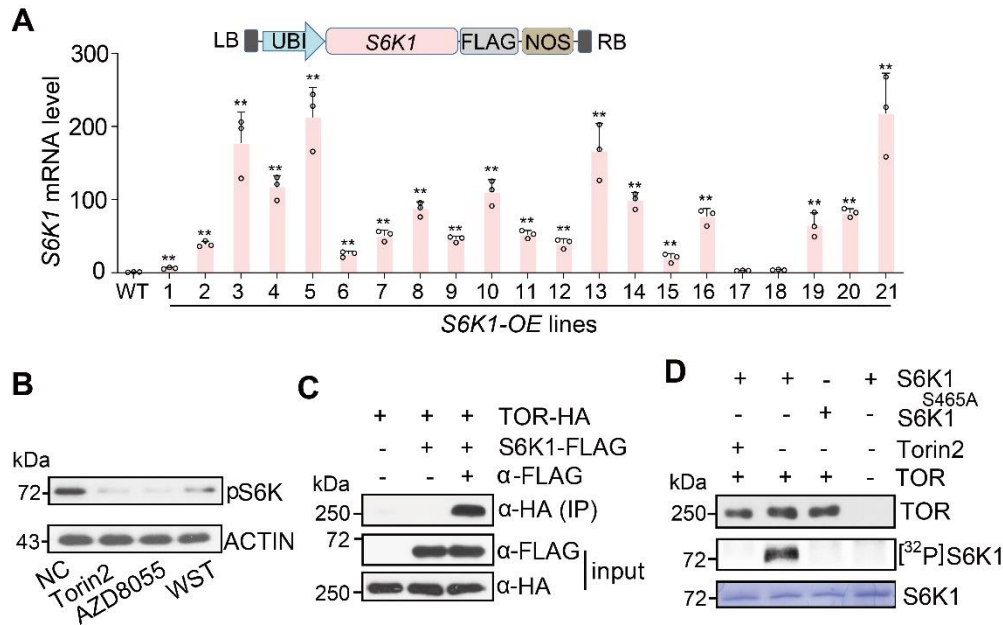 A
LB UBI S6K1 FLAG NOS RB
S6K1 mRNA level
300
200
100
0
** ** ** ** ** ** ** ** ** ** ** ** ** ** ** ** ** ** **
WT 1 2 3 4 5 6 7 8 9 10 11 12 13 14 15 16 17 18 19 20 21
S6K1-OE lines
B
kDa
72 pS6K
43 ACTIN
NC Torin2 AZD8055 WST
C
+ + + TOR-HA
- + + S6K1-FLAG
- - + α-FLAG
kDa
250 α-HA (IP)
72 α-FLAG
input
250 α-HA
D
+ + - + S6K1
- - + - S6K1 S465A
+ - - - Torin2
+ + + - TOR
kDa
250 TOR
72 [32P]S6K1
72 S6K1